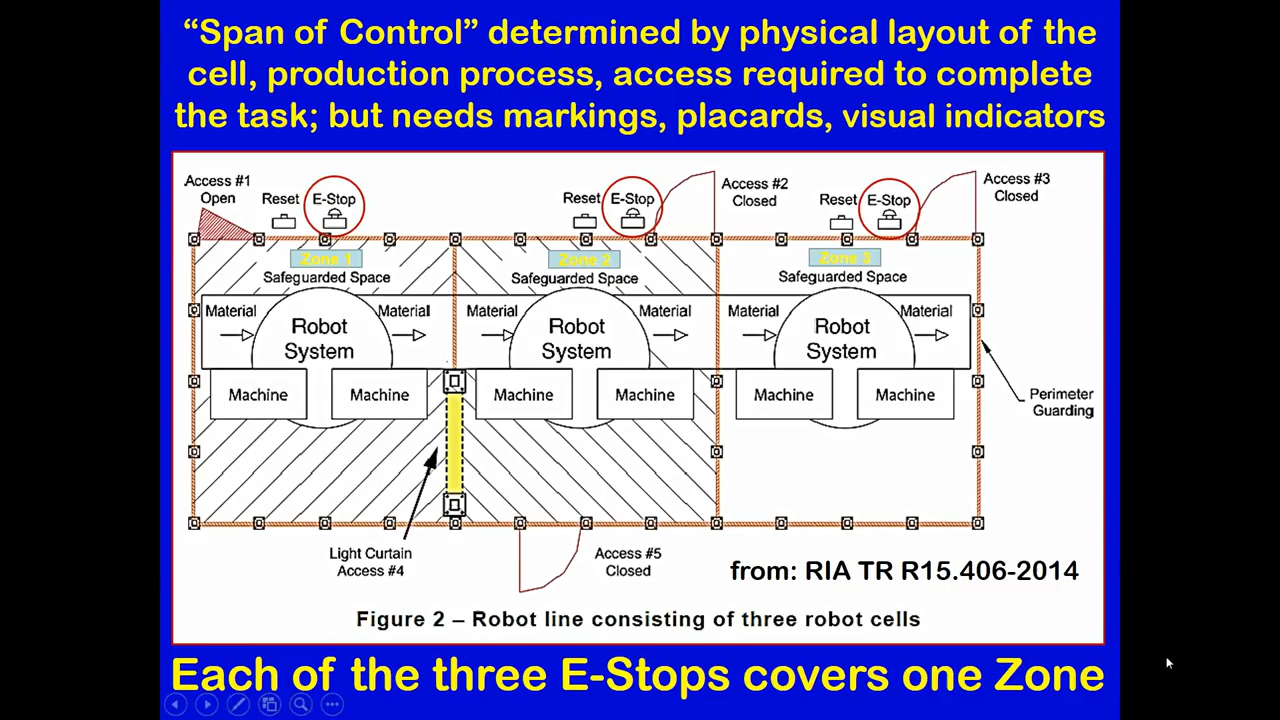 “Span of Control” determined by physical layout of the
cell, production process, access required to complete
the task; but needs markings, placards, visual indicators
Access #1
Open
Reset
E-Stop
Reset
E-Stop
Access #2
Closed
Reset
E-Stop
Access #3
Closed
Zone 1
Safeguarded Space
Zone 2
Safeguarded Space
Zone 3
Safeguarded Space
Material
Robot
System
Material
Material
Robot
System
Material
Material
Robot
System
Material
Machine
Machine
Machine
Machine
Machine
Machine
Perimeter
Guarding
Light Curtain
Access #4
Access #5
Closed
from: RIA TR R15.406-2014
Figure 2 – Robot line consisting of three robot cells
Each of the three E-Stops covers one Zone